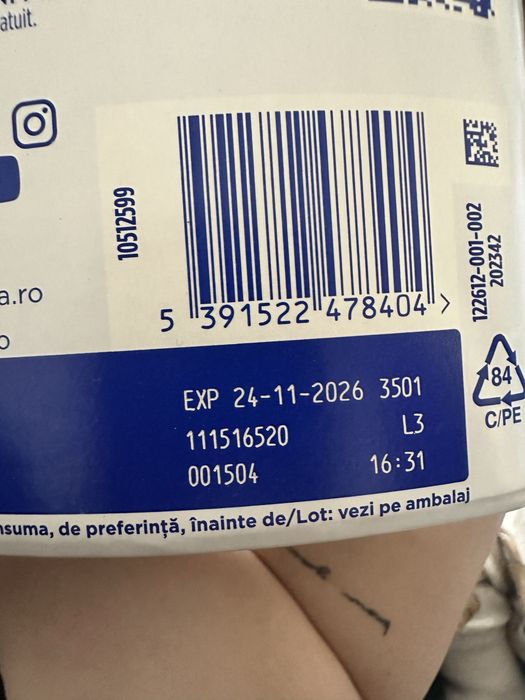 atuit.
10512599
5 391522 478404 >
122612-001-002
202342
a.ro
84
C/PE
EXP 24-11-2026 3501
111516520 L3
001504 16:31
nsuma, de preferință, înainte de/Lot: vezi pe ambalaj